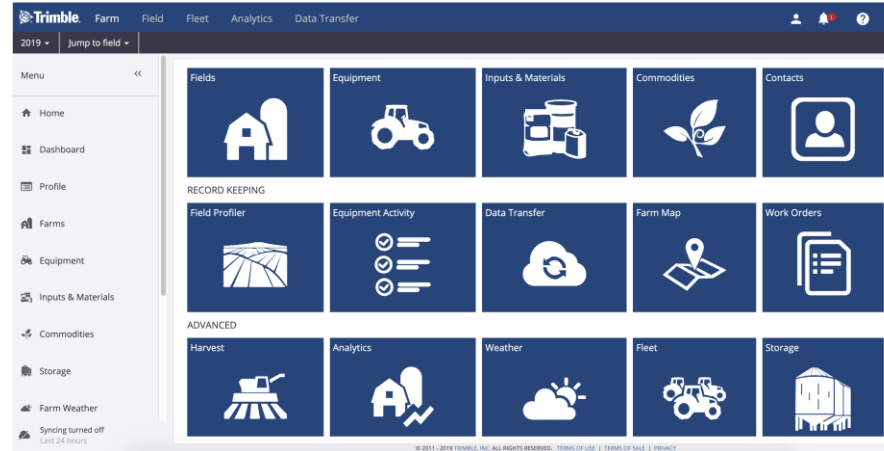 Trimble. Farm Field Fleet Analytics Data Transfer
2019 Jump to field
Menu
Home
Dashboard
Profile
Farms
Equipment
Inputs & Materials
Commodities
Storage
Farm Weather
Syncing turned off
Last 24 hours
Fields Equipment Inputs & Materials Commodities Contacts
RECORD KEEPING
Field Profiler Equipment Activity Data Transfer Farm Map Work Orders
ADVANCED
Harvest Analytics Weather Fleet Storage
© 2011 - 2019 TRIMBLE, INC. ALL RIGHTS RESERVED. TERMS OF USE | TERMS OF SALE | PRIVACY